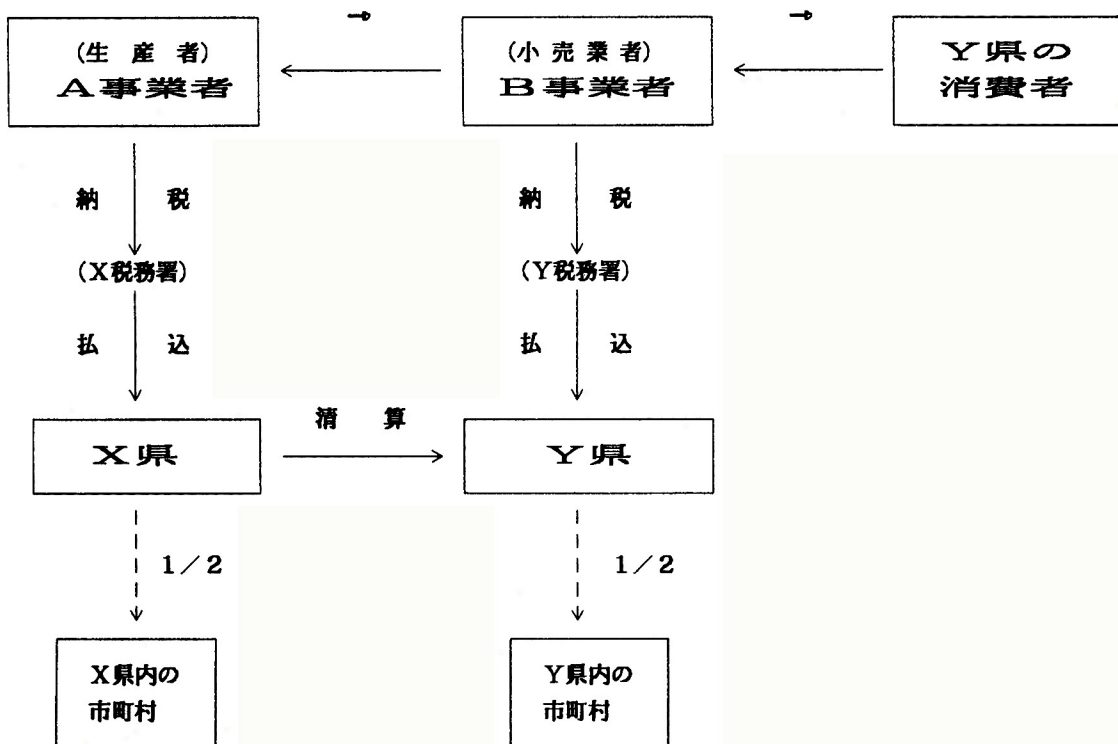 (生産者)
A事業者
(小売業者)
B事業者
Y県の
消費者
納税
納税
(X税務署)
(Y税務署)
払込
払込
X県
清算
Y県
1/2
1/2
X県内の
市町村
Y県内の
市町村